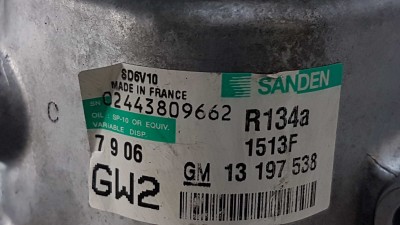 SD6V10
MADE IN FRANCE
SANDEN
S/N 02443809662
OIL : SP-10 OR EQUIV.
VARIABLE DISP.
R134a
7 9 06
1513F
GW2
GM 13 197 538
C